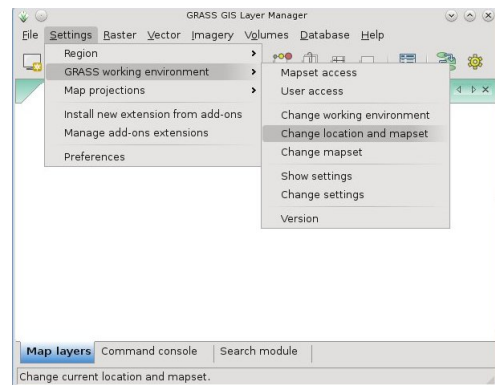 GRASS GIS Layer Manager
File Settings Raster Vector Imagery Volumes Database Help
Region
GRASS working environment
Map projections
Install new extension from add-ons
Manage add-ons extensions
Preferences
Mapset access
User access
Change working environment
Change location and mapset
Change mapset
Show settings
Change settings
Version
Map layers Command console Search module
Change current location and mapset.